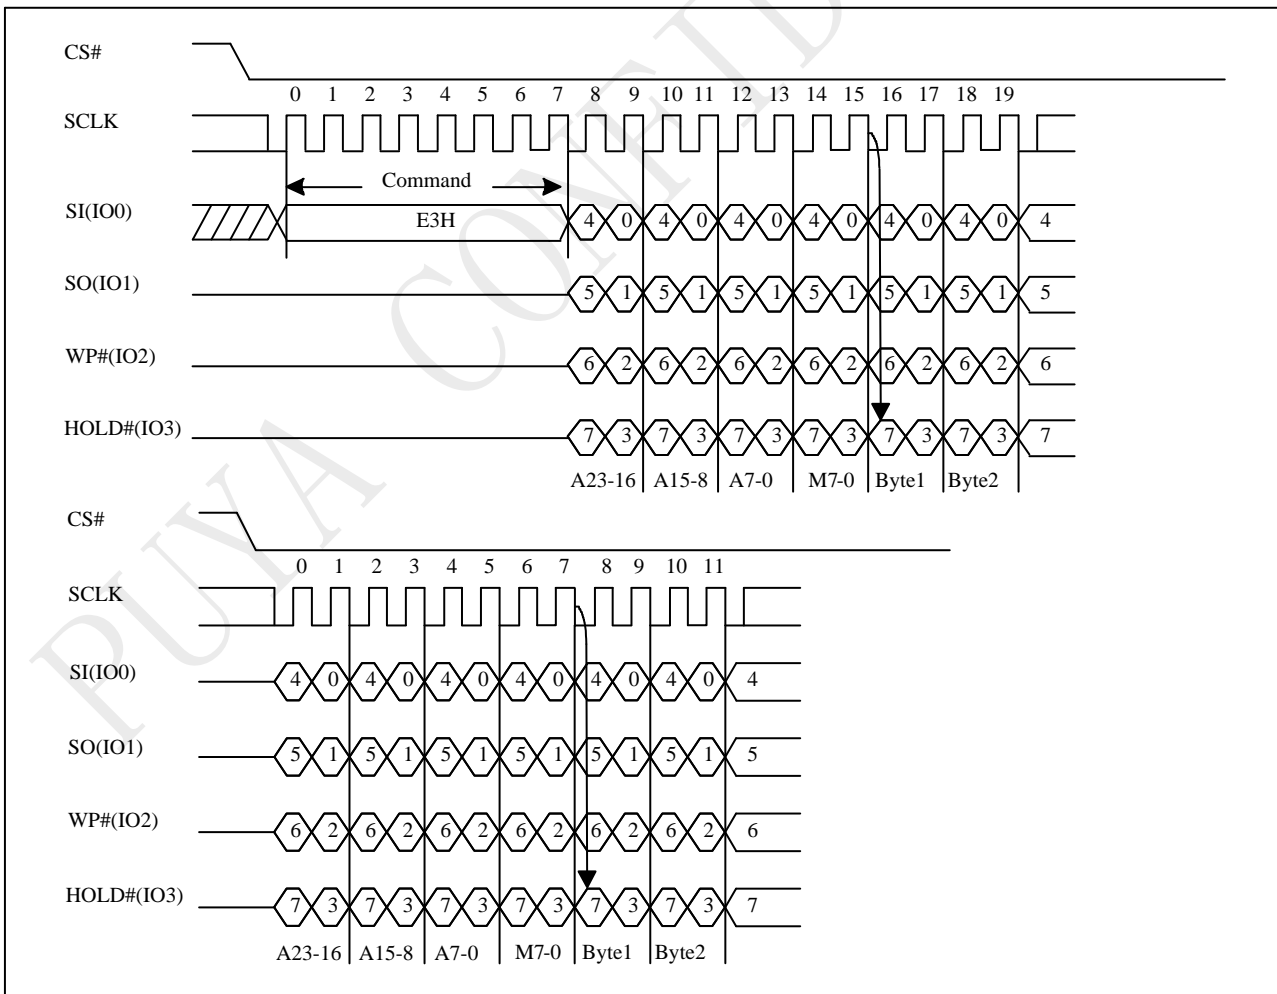 PUYA CONFID
CS#
0 1 2 3 4 5 6 7 8 9 10 11 12 13 14 15 16 17 18 19
SCLK
Command
SI(IO0) E3H 4 0 4 0 4 0 4 0 4 0 4 0 4
SO(IO1) 5 1 5 1 5 1 5 1 5 1 5 1 5
WP#(IO2) 6 2 6 2 6 2 6 2 6 2 6 2 6
HOLD#(IO3) 7 3 7 3 7 3 7 3 7 3 7 3 7
A23-16 A15-8 A7-0 M7-0 Byte1 Byte2
CS#
0 1 2 3 4 5 6 7 8 9 10 11
SCLK
SI(IO0) 4 0 4 0 4 0 4 0 4 0 4 0 4
SO(IO1) 5 1 5 1 5 1 5 1 5 1 5 1 5
WP#(IO2) 6 2 6 2 6 2 6 2 6 2 6 2 6
HOLD#(IO3) 7 3 7 3 7 3 7 3 7 3 7 3 7
A23-16 A15-8 A7-0 M7-0 Byte1 Byte2